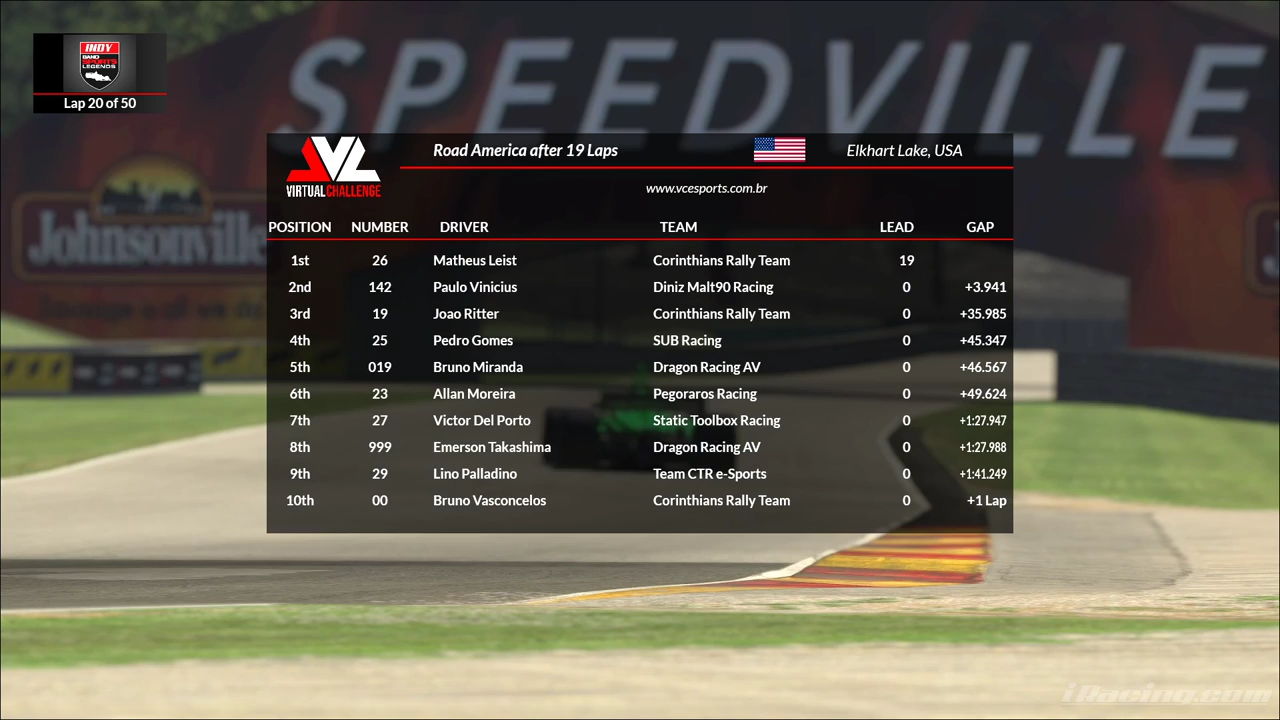 SPEEDVILLE
INDY
BAND
SPORTS
LEGENDS
Lap 20 of 50
Johnsonville
VIRTUALCHALLENGE
Road America after 19 Laps Elkhart Lake, USA
www.vcesports.com.br
POSITION NUMBER DRIVER TEAM LEAD GAP
1st 26 Matheus Leist Corinthians Rally Team 19
2nd 142 Paulo Vinicius Diniz Malt90 Racing 0 +3.941
3rd 19 Joao Ritter Corinthians Rally Team 0 +35.985
4th 25 Pedro Gomes SUB Racing 0 +45.347
5th 019 Bruno Miranda Dragon Racing AV 0 +46.567
6th 23 Allan Moreira Pegoraros Racing 0 +49.624
7th 27 Victor Del Porto Static Toolbox Racing 0 +1:27.947
8th 999 Emerson Takashima Dragon Racing AV 0 +1:27.988
9th 29 Lino Palladino Team CTR e-Sports 0 +1:41.249
10th 00 Bruno Vasconcelos Corinthians Rally Team 0 +1 Lap
iRacing.com